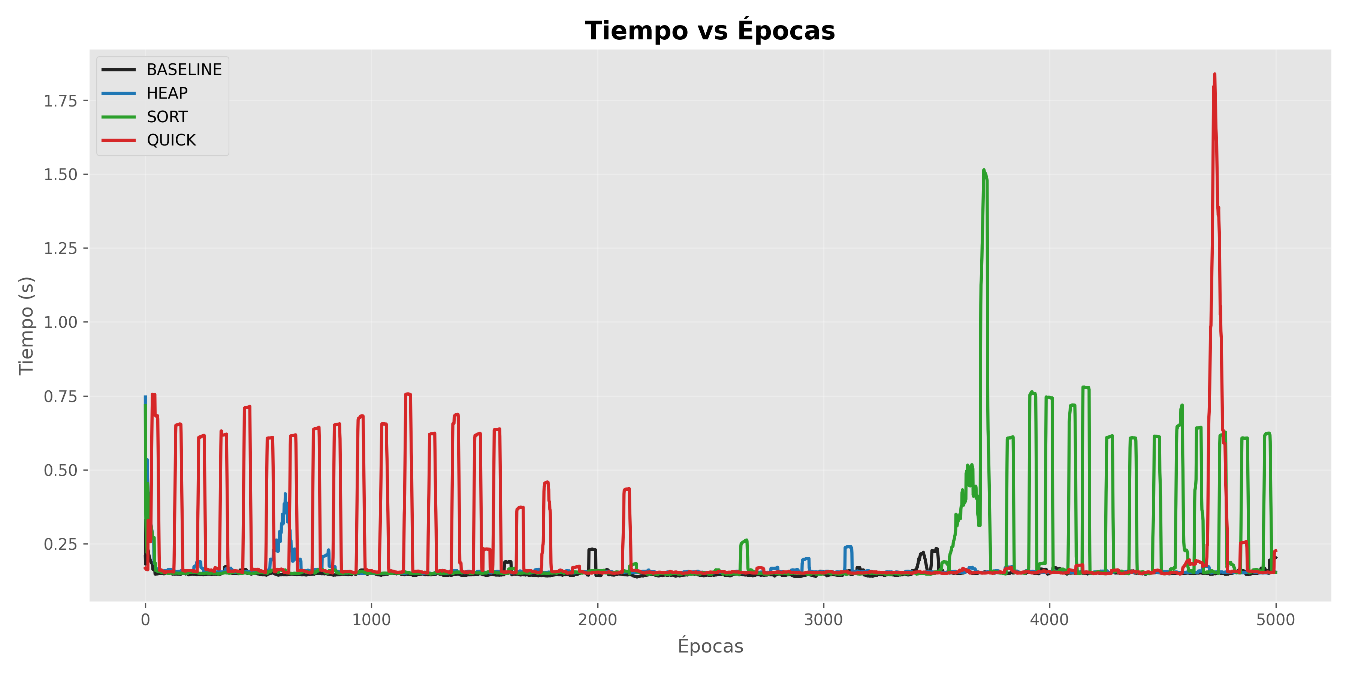 Tiempo vs Épocas
BASELINE
HEAP
SORT
QUICK
1.75
1.50
1.25
1.00
0.75
0.50
0.25
Tiempo (s)
0 1000 2000 3000 4000 5000
Épocas